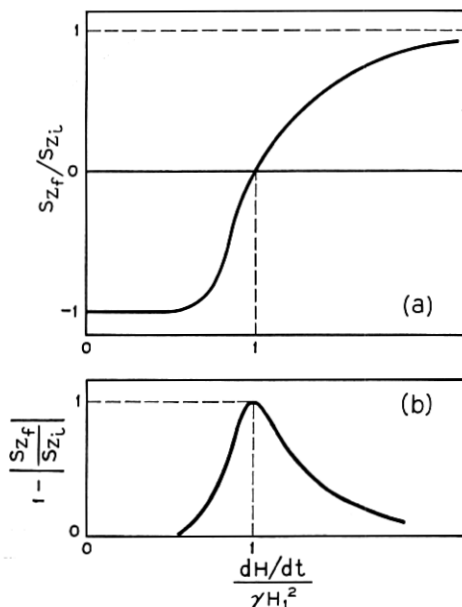 1
S_{Z_f}/S_{Z_i}
0
-1
(a)
0
1
(b)
1
1 - |S_{Z_f}/S_{Z_i}|
0
0
1
dH/dt
γH₁²